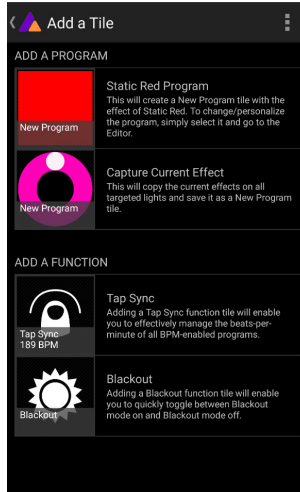 Add a Tile
ADD A PROGRAM
Static Red Program
This will create a New Program tile with the
effect of Static Red. To change/personalize
the program, simply select it and go to the
Editor.
New Program
Capture Current Effect
This will copy the current effects on all
targeted lights and save it as a New Program
tile.
New Program
ADD A FUNCTION
Tap Sync
Adding a Tap Sync function tile will enable
you to effectively manage the beats-per-
minute of all BPM-enabled programs.
Tap Sync
189 BPM
Blackout
Adding a Blackout function tile will enable
you to quickly toggle between Blackout
mode on and Blackout mode off.
Blackout